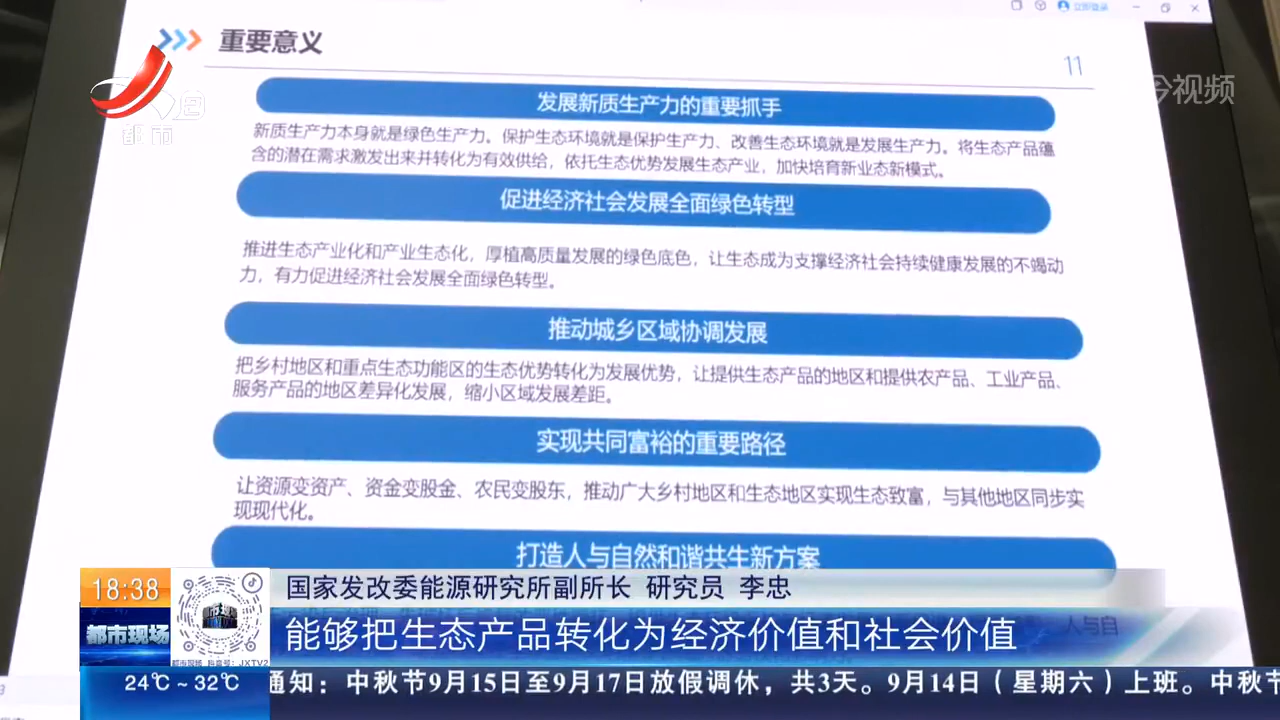 立即登录
重要意义
11
今视频
都市
发展新质生产力的重要抓手
新质生产力本身就是绿色生产力。保护生态环境就是保护生产力、改善生态环境就是发展生产力。将生态产品蕴
含的潜在需求激发出来并转化为有效供给，依托生态优势发展生态产业，加快培育新业态新模式。
促进经济社会发展全面绿色转型
推进生态产业化和产业生态化，厚植高质量发展的绿色底色，让生态成为支撑经济社会持续健康发展的不竭动
力，有力促进经济社会发展全面绿色转型。
推动城乡区域协调发展
把乡村地区和重点生态功能区的生态优势转化为发展优势，让提供生态产品的地区和提供农产品、工业产品、
服务产品的地区差异化发展，缩小区域发展差距。
实现共同富裕的重要路径
让资源变资产、资金变股金、农民变股东，推动广大乡村地区和生态地区实现生态致富，与其他地区同步实
现现代化。
打造人与自然和谐共生新方案
18:38
国家发改委能源研究所副所长 研究员 李忠
都市现场
能够把生态产品转化为经济价值和社会价值
人与自
都市现场 抖音号：JXTV2
24℃～32℃
通知：中秋节9月15日至9月17日放假调休，共3天。9月14日（星期六）上班。中秋节